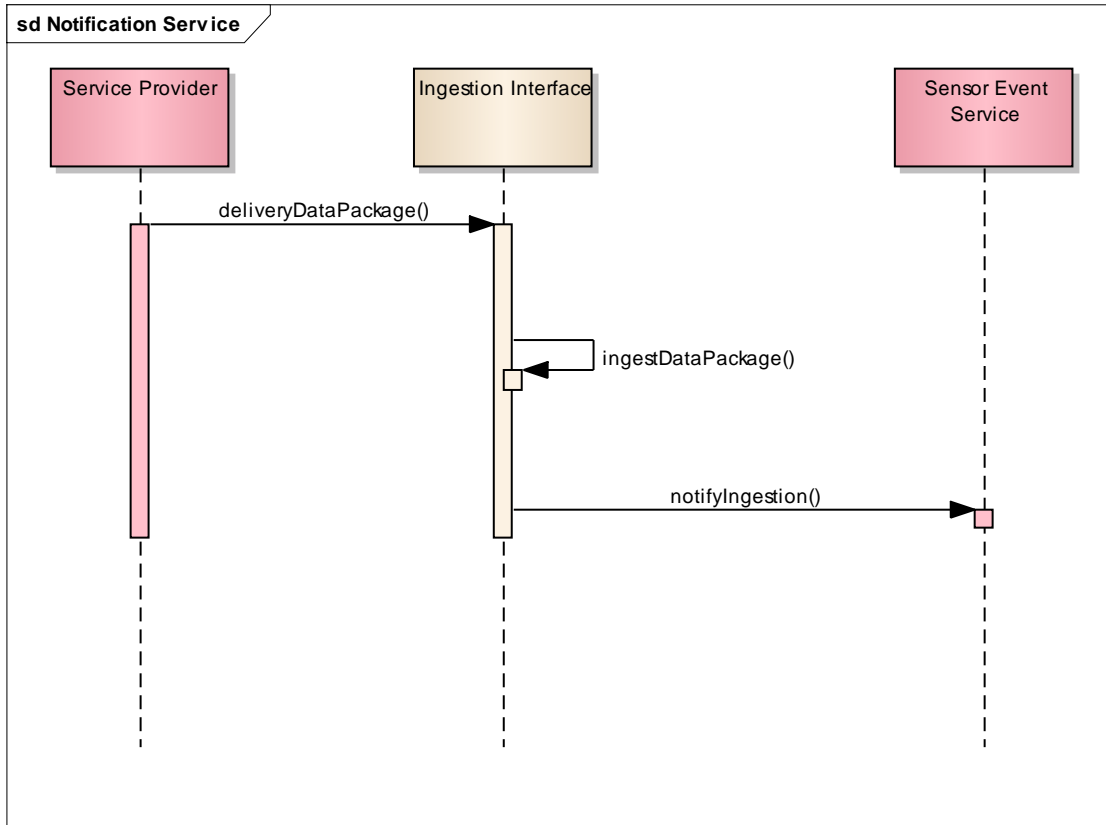 sd Notification Service
Service Provider
Ingestion Interface
Sensor Event
Service
deliveryDataPackage()
ingestDataPackage()
notifyIngestion()